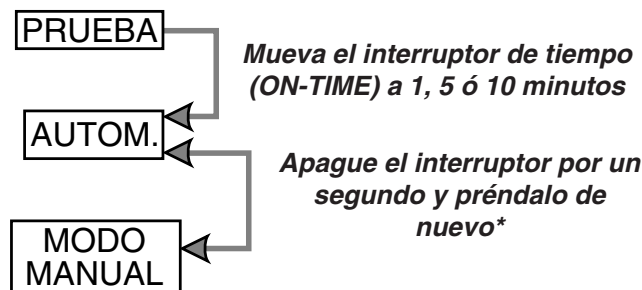 PRUEBA
Mueva el interruptor de tiempo
(ON-TIME) a 1, 5 ó 10 minutos
AUTOM.
Apague el interruptor por un
segundo y préndalo de
nuevo*
MODO
MANUAL